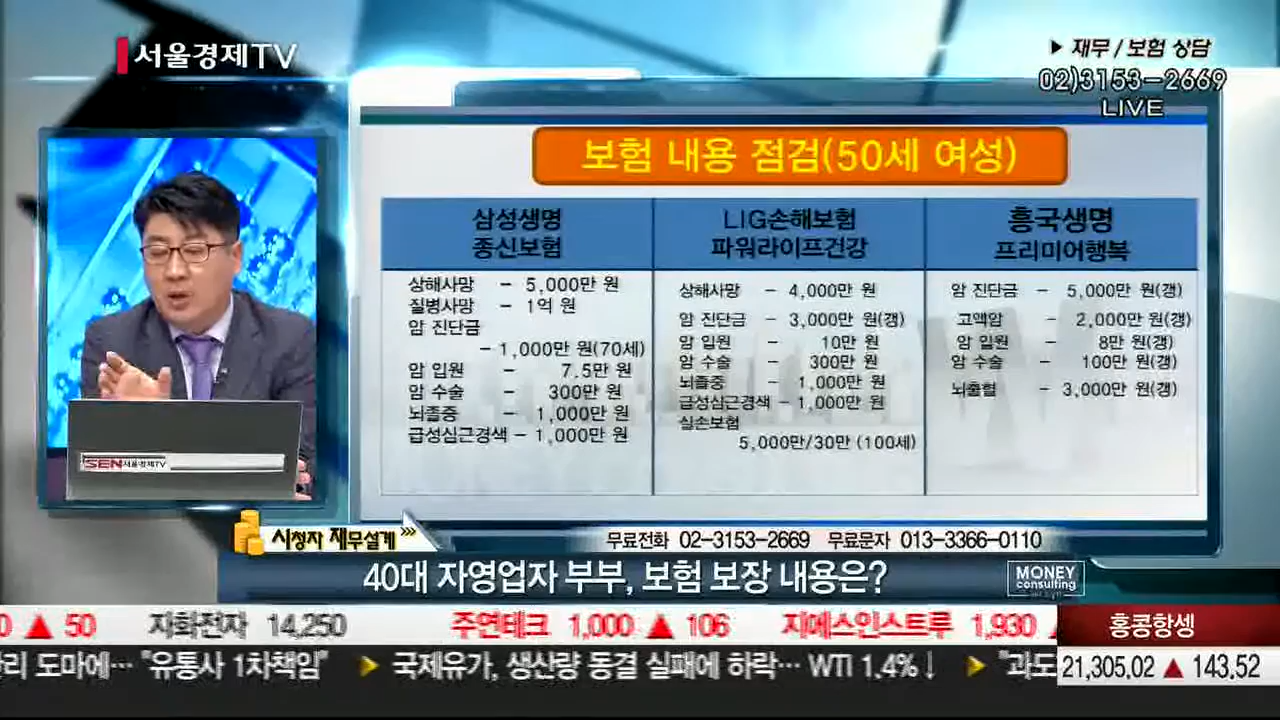 서울경제TV
▶ 재무/보험 상담
02)3153-2669
LIVE
보험 내용 점검(50세 여성)
삼성생명
종신보험
상해사망 - 5,000만 원
질병사망 - 1억 원
암 진단금
- 1,000만 원(70세)
암 입원 - 7.5만 원
암 수술 - 300만 원
뇌졸중 - 1,000만 원
급성심근경색 - 1,000만 원
LIG손해보험
파워라이프건강
상해사망 - 4,000만 원
암 진단금 - 3,000만 원(갱)
암 입원 - 10만 원
암 수술 - 300만 원
뇌졸중 - 1,000만 원
급성심근경색 - 1,000만 원
실손보험
5,000만/30만 (100세)
흥국생명
프리미어행복
암 진단금 - 5,000만 원(갱)
고액암 - 2,000만 원(갱)
암 입원 - 8만 원(갱)
암 수술 - 100만 원(갱)
뇌출혈 - 3,000만 원(갱)
SEN서울경제TV
시청자 재무설계 >>>
무료전화 02-3153-2669 무료문자 013-3366-0110
40대 자영업자 부부, 보험 보장 내용은?
MONEY
consulting
0 ▲ 50 자화전자 14,250 주연테크 1,000 ▲ 106 지에스인스트루 1,930
홍콩항셍
도마에… "유통사 1차책임" ▶ 국제유가, 생산량 동결 실패에 하락… WTI 1.4%↓ ▶ "과도
21,305.02 ▲ 143.52